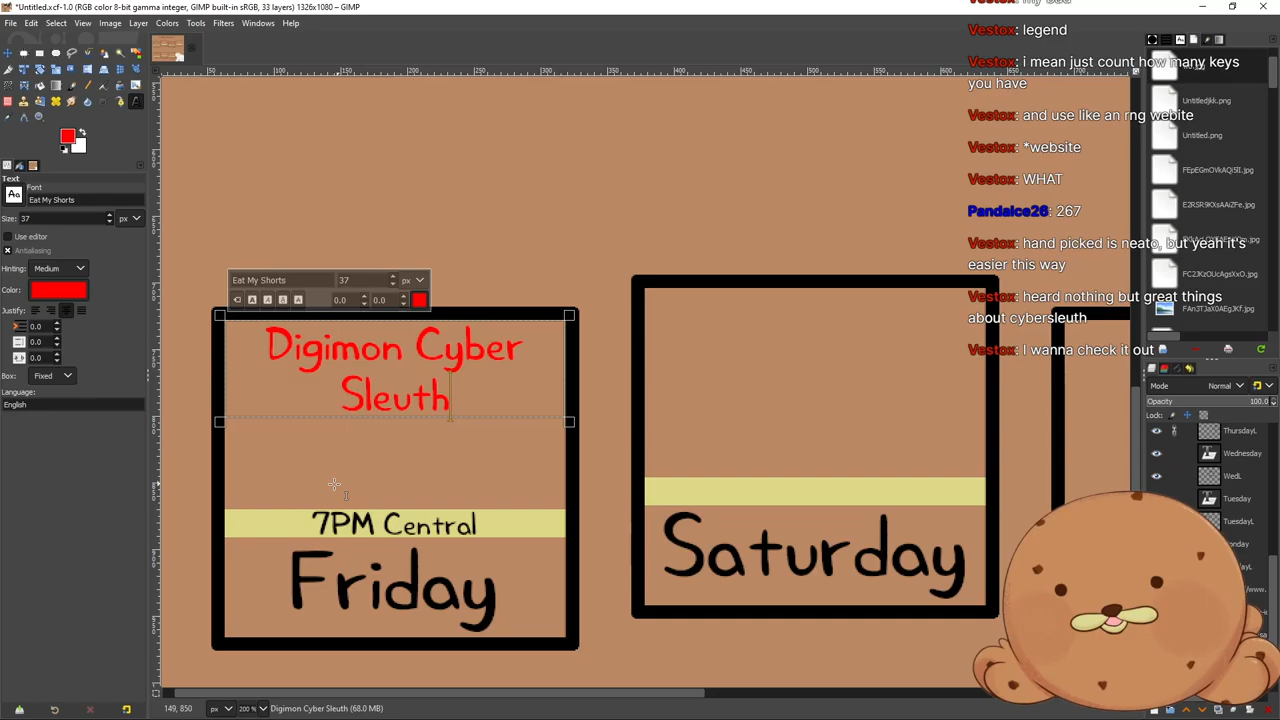 *Untitled.xcf-1.0 (RGB color 8-bit gamma integer, GIMP built-in sRGB, 33 layers) 1326x1080 – GIMP
File Edit Select View Image Layer Colors Tools Filters Windows Help
Vestox: legend
Vestox: i mean just count how many keys
you have
Vestox: and use like an rng webite
Vestox: *website
Vestox: WHAT
Pandaice26: 267
Vestox: hand picked is neato, but yeah it's
easier this way
Vestox: heard nothing but great things
about cybersleuth
Vestox: I wanna check it out
Text
Font
Eat My Shorts
Size: 37 px
Use editor
Antialiasing
Hinting: Medium
Color:
Justify:
0.0
0.0
0.0
Box: Fixed
Language:
English
Eat My Shorts 37 px
0.0 0.0
Digimon Cyber
Sleuth
7PM Central
Friday
Saturday
Untitledjkk.png
Untitled.png
FEpEGmOVkAQi5lI.jpg
E2RSR9KXsAAiZFe.jpg
FC2JKzOUcAgsXxO.jpg
FAn3TJaX0AEg3Kf.jpg
Mode Normal
Opacity 100.0
Lock:
ThursdayL
Wednesday
WedL
Tuesday
TuesdayL
149, 850 px 200 % Digimon Cyber Sleuth (68.0 MB)